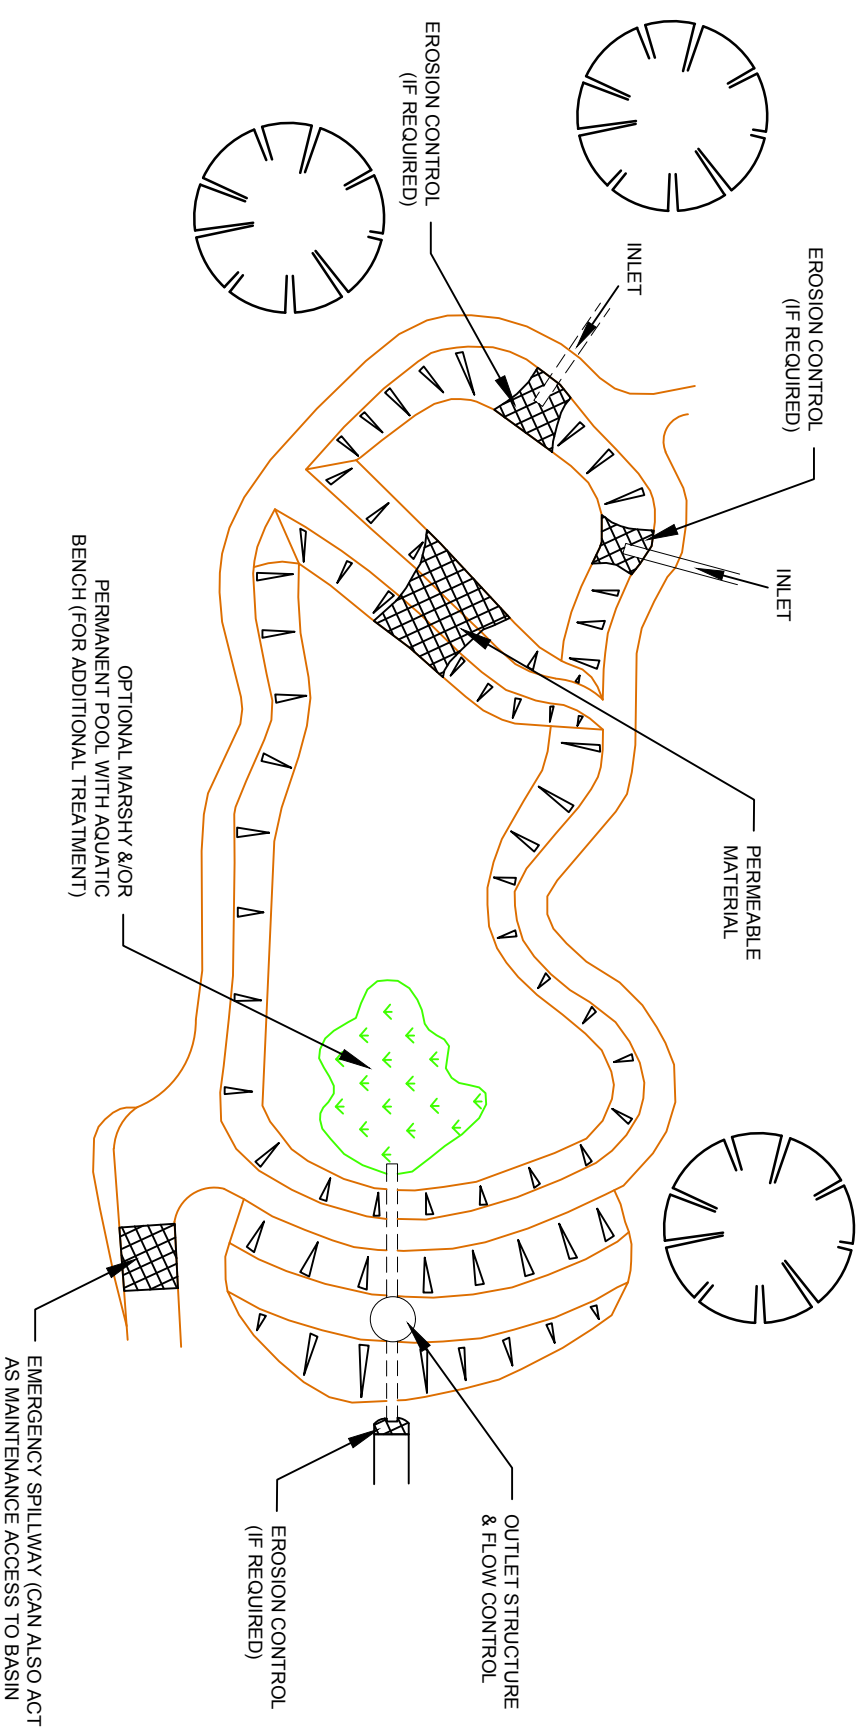 EROSION CONTROL
(IF REQUIRED)
INLET
EROSION CONTROL
(IF REQUIRED)
INLET
PERMEABLE
MATERIAL
OPTIONAL MARSHY &/OR
PERMANENT POOL WITH AQUATIC
BENCH (FOR ADDITIONAL TREATMENT)
OUTLET STRUCTURE
& FLOW CONTROL
EROSION CONTROL
(IF REQUIRED)
EMERGENCY SPILLWAY (CAN ALSO ACT
AS MAINTENANCE ACCESS TO BASIN